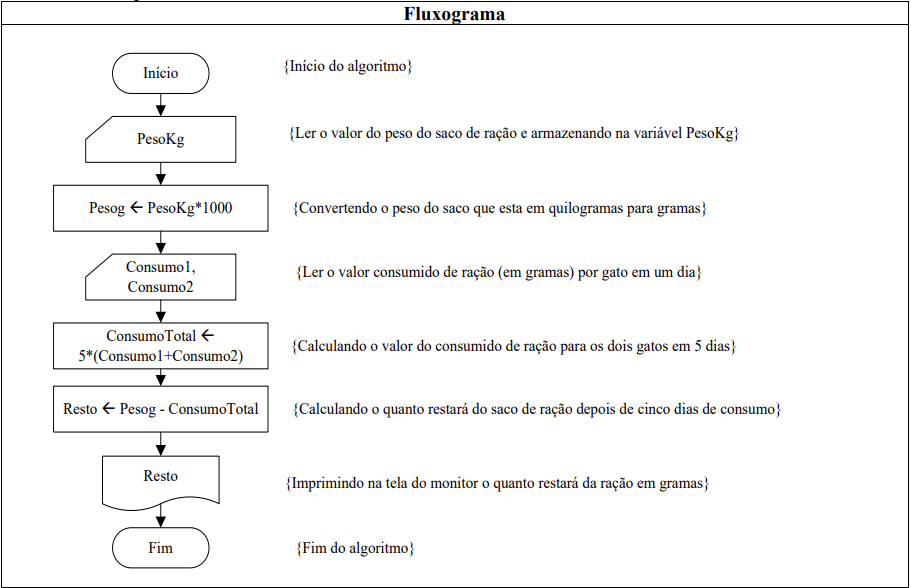 Fluxograma
Início
{Início do algoritmo}
PesoKg
{Ler o valor do peso do saco de ração e armazenando na variável PesoKg}
Pesog ← PesoKg*1000
{Convertendo o peso do saco que esta em quilogramas para gramas}
Consumo1,
Consumo2
{Ler o valor consumido de ração (em gramas) por gato em um dia}
ConsumoTotal ←
5*(Consumo1+Consumo2)
{Calculando o valor do consumido de ração para os dois gatos em 5 dias}
Resto ← Pesog - ConsumoTotal
{Calculando o quanto restará do saco de ração depois de cinco dias de consumo}
Resto
{Imprimindo na tela do monitor o quanto restará da ração em gramas}
Fim
{Fim do algoritmo}